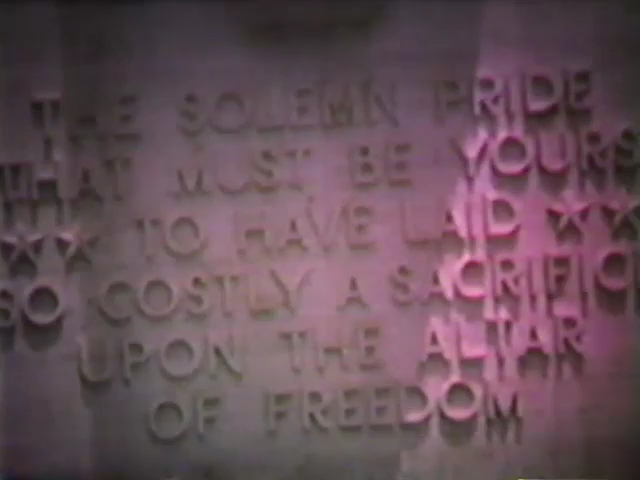 THE SOLEMN PRIDE
THAT MUST BE YOURS
★★ TO HAVE LAID ★★
SO COSTLY A SACRIFICE
UPON THE ALTAR
OF FREEDOM